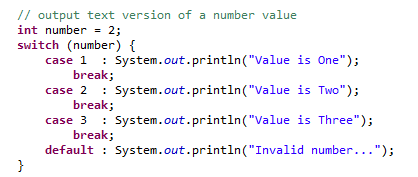 // output text version of a number value
int number = 2;
switch (number) {
    case 1  : System.out.println("Value is One");
        break;
    case 2  : System.out.println("Value is Two");
        break;
    case 3  : System.out.println("Value is Three");
        break;
    default : System.out.println("Invalid number...");
}